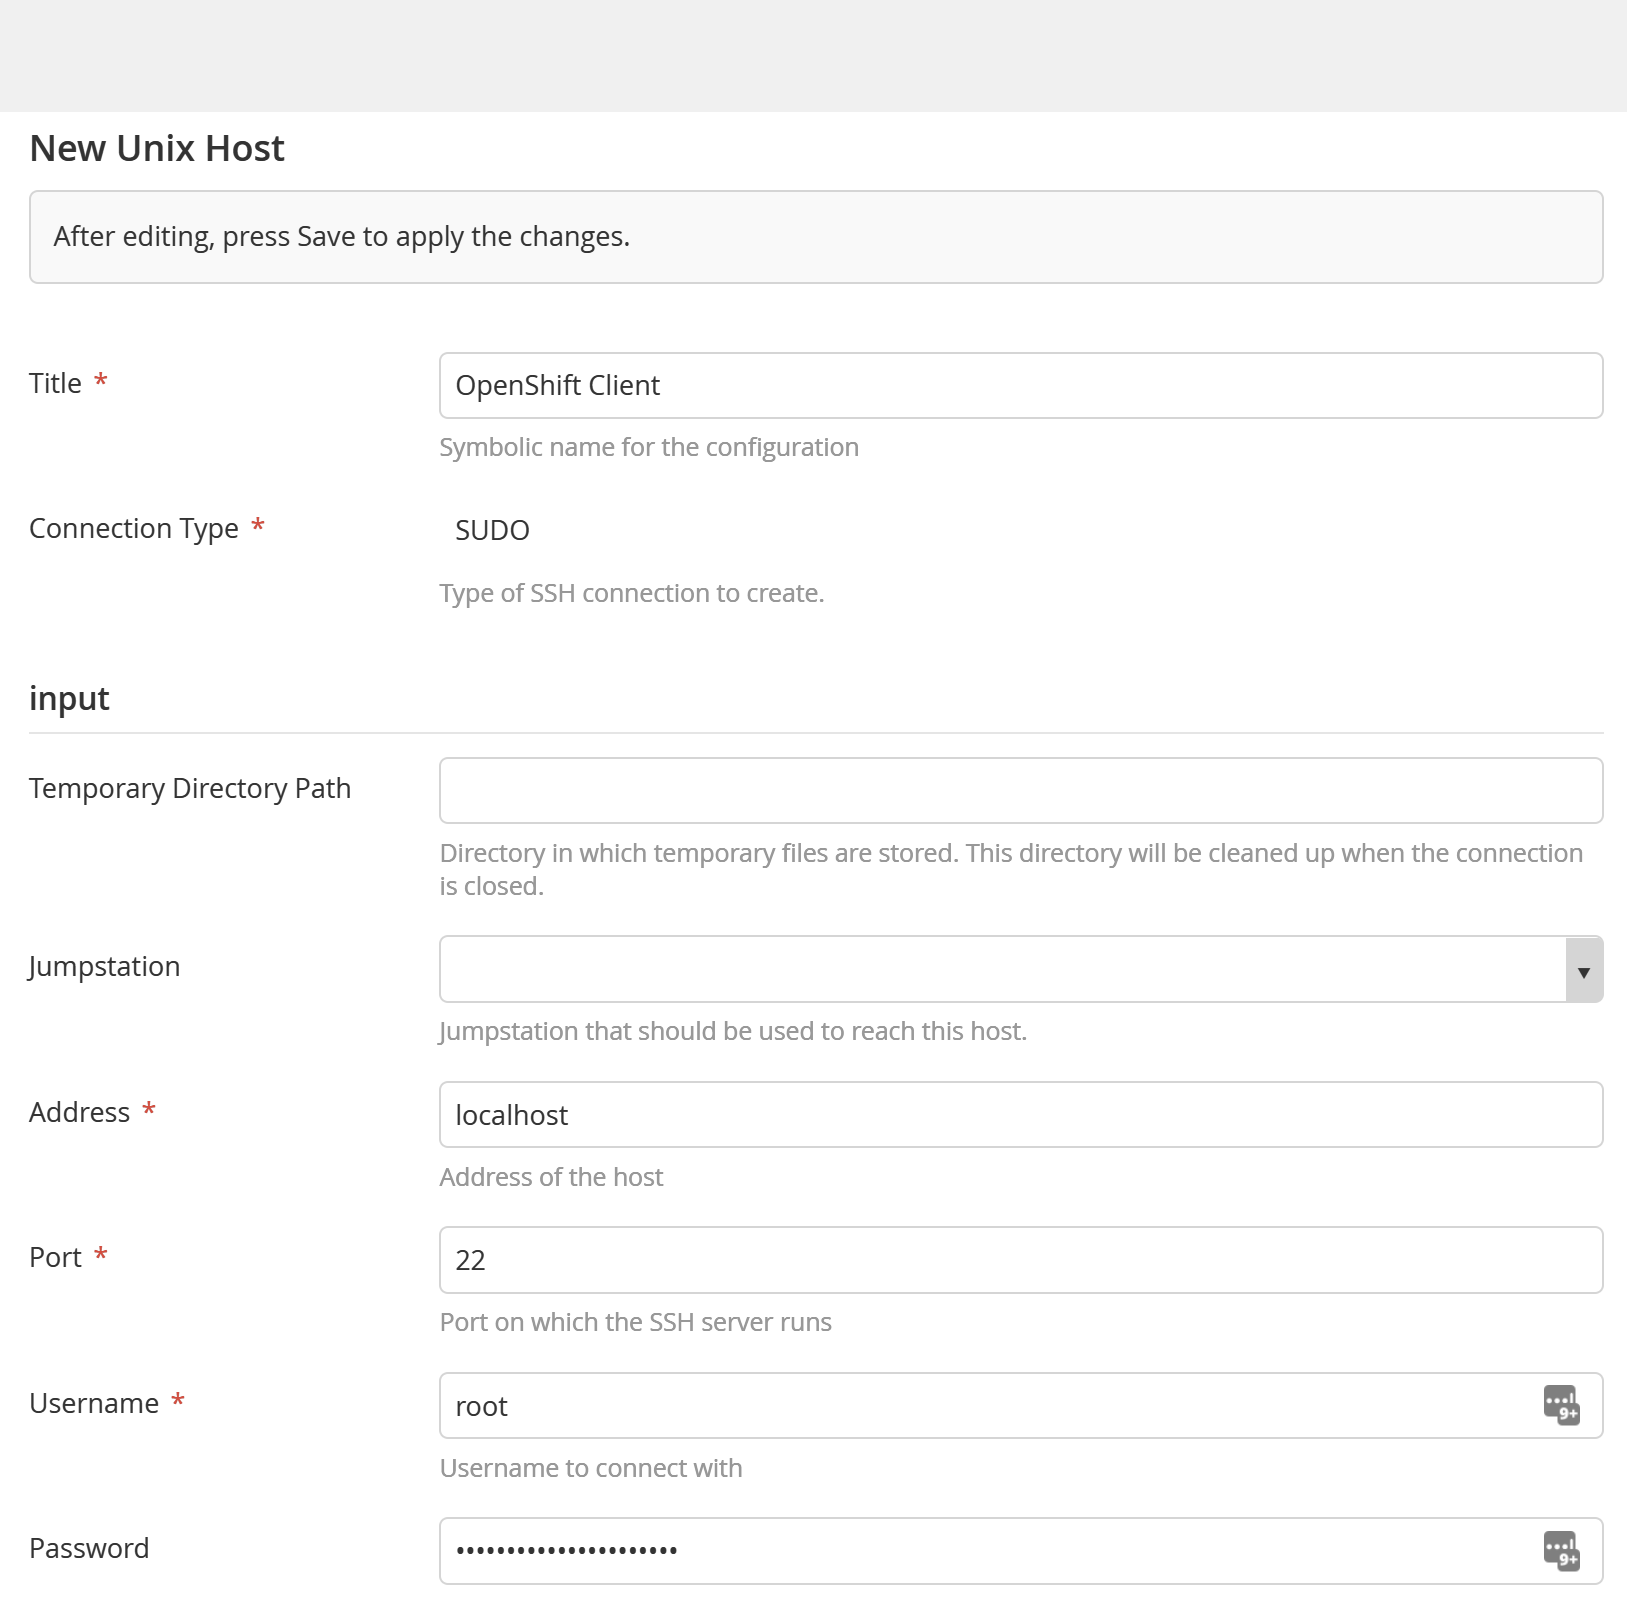 New Unix Host
After editing, press Save to apply the changes.
Title *
OpenShift Client
Symbolic name for the configuration
Connection Type *
SUDO
Type of SSH connection to create.
input
Temporary Directory Path
Directory in which temporary files are stored. This directory will be cleaned up when the connection
is closed.
Jumpstation
Jumpstation that should be used to reach this host.
Address *
localhost
Address of the host
Port *
22
Port on which the SSH server runs
Username *
root
9+
Username to connect with
Password
••••••••••••••••••••••
9+